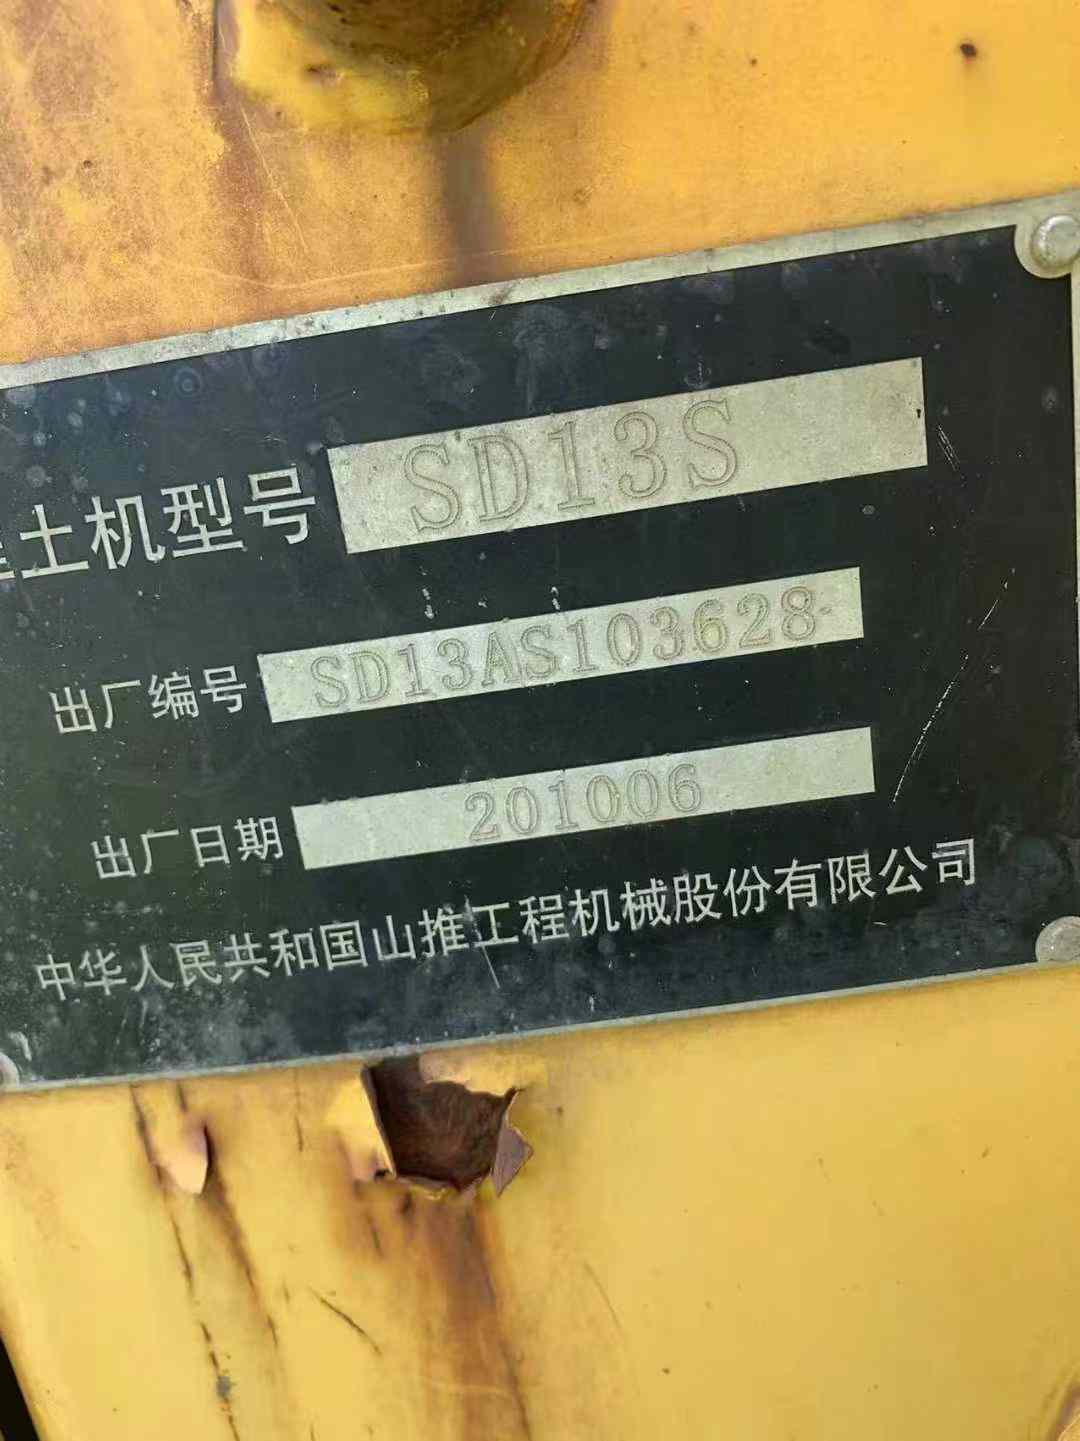 推土机型号 SD13S
出厂编号 SD13AS103628-
出厂日期 201006
中华人民共和国山推工程机械股份有限公司